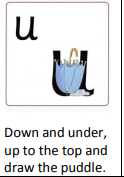 u
u
Down and under,
up to the top and
draw the puddle.